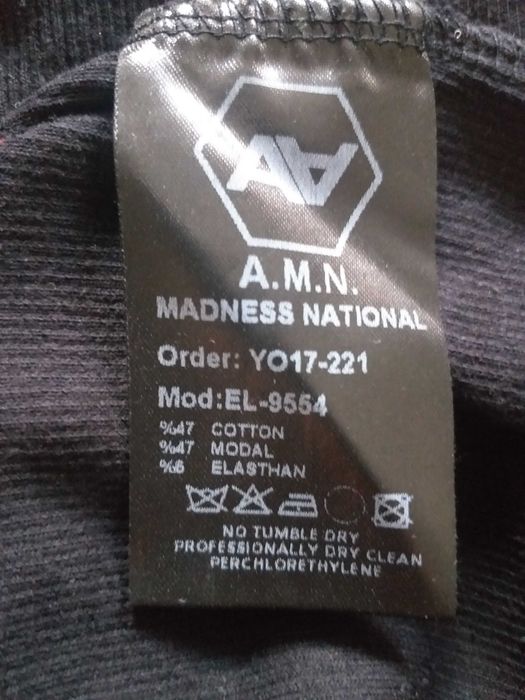 A.M.N.
MADNESS NATIONAL
Order: YO17-221
Mod:EL-9554
%47 COTTON
%47 MODAL
%6 ELASTHAN
NO TUMBLE DRY
PROFESSIONALLY DRY CLEAN
PERCHLORETHYLENE